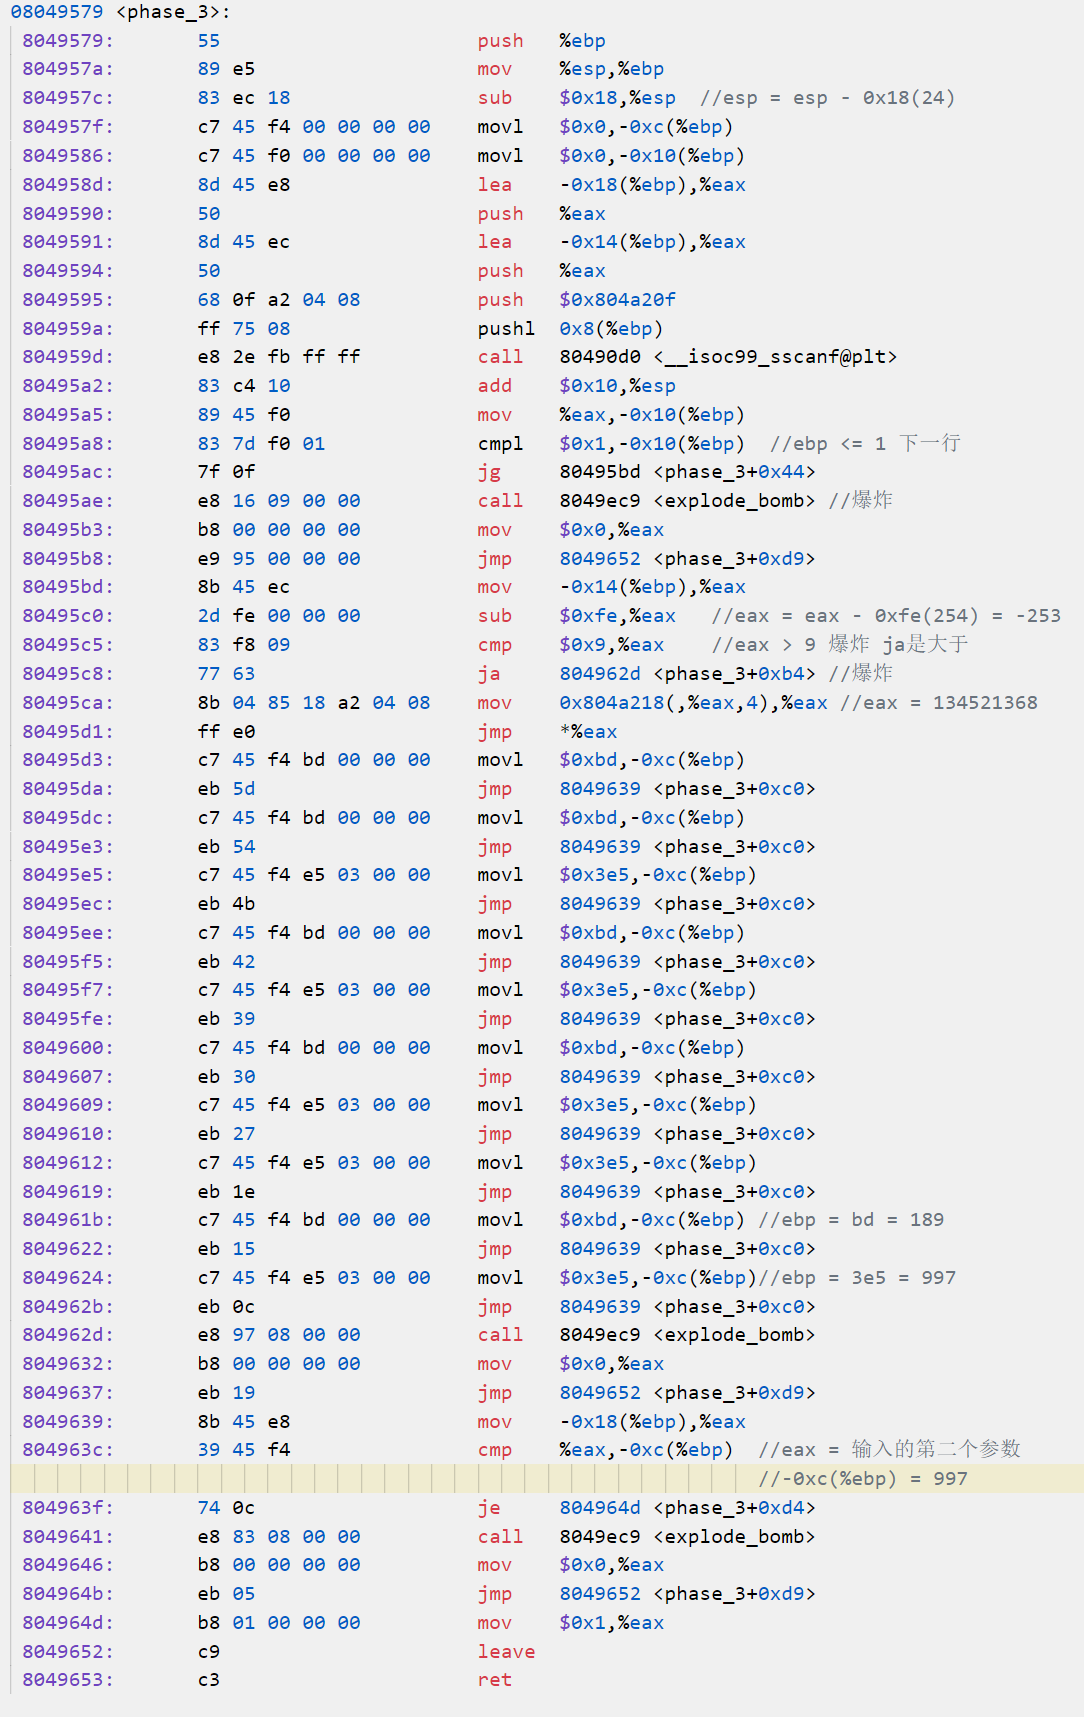 08049579 <phase_3>:
8049579: 55 push %ebp
804957a: 89 e5 mov %esp,%ebp
804957c: 83 ec 18 sub $0x18,%esp //esp = esp - 0x18(24)
804957f: c7 45 f4 00 00 00 00 movl $0x0,-0xc(%ebp)
8049586: c7 45 f0 00 00 00 00 movl $0x0,-0x10(%ebp)
804958d: 8d 45 e8 lea -0x18(%ebp),%eax
8049590: 50 push %eax
8049591: 8d 45 ec lea -0x14(%ebp),%eax
8049594: 50 push %eax
8049595: 68 0f a2 04 08 push $0x804a20f
804959a: ff 75 08 pushl 0x8(%ebp)
804959d: e8 2e fb ff ff call 80490d0 <__isoc99_sscanf@plt>
80495a2: 83 c4 10 add $0x10,%esp
80495a5: 89 45 f0 mov %eax,-0x10(%ebp)
80495a8: 83 7d f0 01 cmpl $0x1,-0x10(%ebp) //ebp <= 1 下一行
80495ac: 7f 0f jg 80495bd <phase_3+0x44>
80495ae: e8 16 09 00 00 call 8049ec9 <explode_bomb> //爆炸
80495b3: b8 00 00 00 00 mov $0x0,%eax
80495b8: e9 95 00 00 00 jmp 8049652 <phase_3+0xd9>
80495bd: 8b 45 ec mov -0x14(%ebp),%eax
80495c0: 2d fe 00 00 00 sub $0xfe,%eax //eax = eax - 0xfe(254) = -253
80495c5: 83 f8 09 cmp $0x9,%eax //eax > 9 爆炸 ja是大于
80495c8: 77 63 ja 804962d <phase_3+0xb4> //爆炸
80495ca: 8b 04 85 18 a2 04 08 mov 0x804a218(,%eax,4),%eax //eax = 134521368
80495d1: ff e0 jmp *%eax
80495d3: c7 45 f4 bd 00 00 00 movl $0xbd,-0xc(%ebp)
80495da: eb 5d jmp 8049639 <phase_3+0xc0>
80495dc: c7 45 f4 bd 00 00 00 movl $0xbd,-0xc(%ebp)
80495e3: eb 54 jmp 8049639 <phase_3+0xc0>
80495e5: c7 45 f4 e5 03 00 00 movl $0x3e5,-0xc(%ebp)
80495ec: eb 4b jmp 8049639 <phase_3+0xc0>
80495ee: c7 45 f4 bd 00 00 00 movl $0xbd,-0xc(%ebp)
80495f5: eb 42 jmp 8049639 <phase_3+0xc0>
80495f7: c7 45 f4 e5 03 00 00 movl $0x3e5,-0xc(%ebp)
80495fe: eb 39 jmp 8049639 <phase_3+0xc0>
8049600: c7 45 f4 bd 00 00 00 movl $0xbd,-0xc(%ebp)
8049607: eb 30 jmp 8049639 <phase_3+0xc0>
8049609: c7 45 f4 e5 03 00 00 movl $0x3e5,-0xc(%ebp)
8049610: eb 27 jmp 8049639 <phase_3+0xc0>
8049612: c7 45 f4 e5 03 00 00 movl $0x3e5,-0xc(%ebp)
8049619: eb 1e jmp 8049639 <phase_3+0xc0>
804961b: c7 45 f4 bd 00 00 00 movl $0xbd,-0xc(%ebp) //ebp = bd = 189
8049622: eb 15 jmp 8049639 <phase_3+0xc0>
8049624: c7 45 f4 e5 03 00 00 movl $0x3e5,-0xc(%ebp)//ebp = 3e5 = 997
804962b: eb 0c jmp 8049639 <phase_3+0xc0>
804962d: e8 97 08 00 00 call 8049ec9 <explode_bomb>
8049632: b8 00 00 00 00 mov $0x0,%eax
8049637: eb 19 jmp 8049652 <phase_3+0xd9>
8049639: 8b 45 e8 mov -0x18(%ebp),%eax
804963c: 39 45 f4 cmp %eax,-0xc(%ebp) //eax = 输入的第二个参数
//-0xc(%ebp) = 997
804963f: 74 0c je 804964d <phase_3+0xd4>
8049641: e8 83 08 00 00 call 8049ec9 <explode_bomb>
8049646: b8 00 00 00 00 mov $0x0,%eax
804964b: eb 05 jmp 8049652 <phase_3+0xd9>
804964d: b8 01 00 00 00 mov $0x1,%eax
8049652: c9 leave
8049653: c3 ret